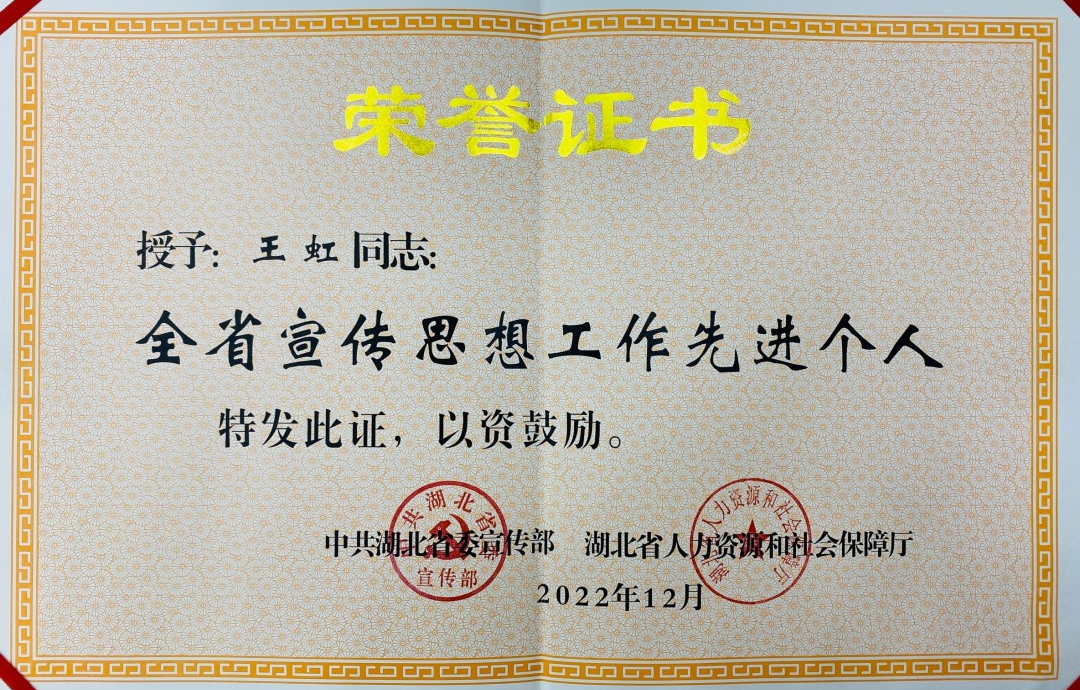 荣誉证书
授予：王虹同志：
全省宣传思想工作先进个人
特发此证，以资鼓励。
中共湖北省委宣传部 湖北省人力资源和社会保障厅
2022年12月
宣传部